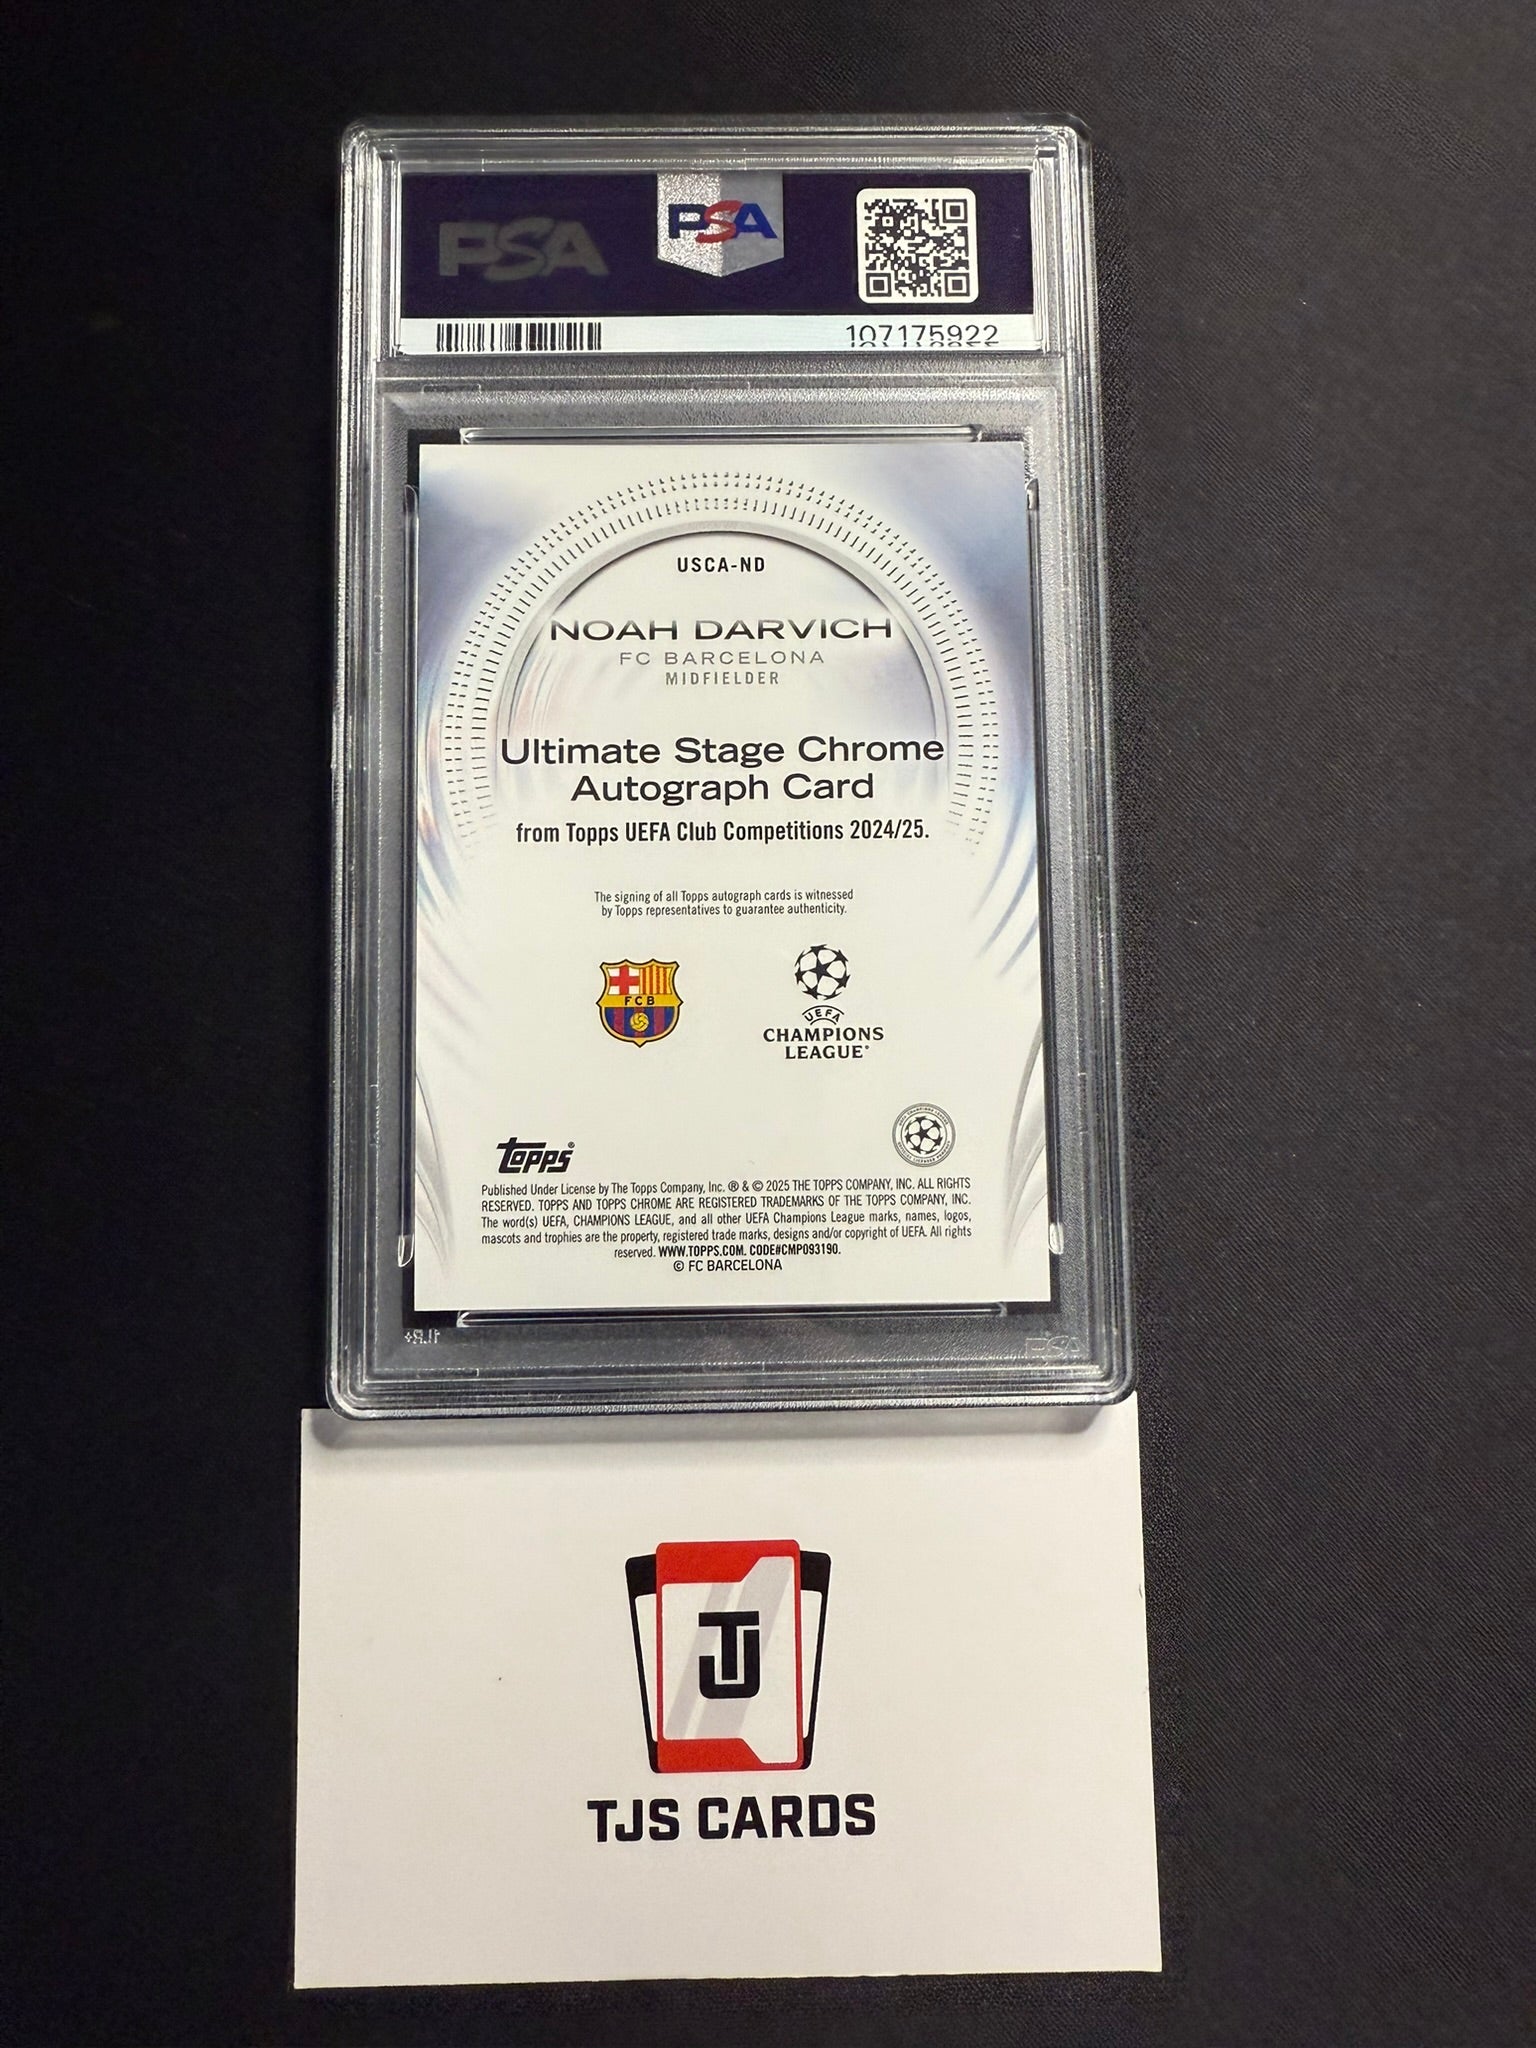 PSA
PSA
107175922
USCA-ND
NOAH DARVICH
FC BARCELONA
MIDFIELDER
Ultimate Stage Chrome
Autograph Card
from Topps UEFA Club Competitions 2024/25.
The signing of all Topps autograph cards is witnessed
by Topps representatives to guarantee authenticity.
FCB
UEFA
CHAMPIONS
LEAGUE®
Topps®
Published Under License by The Topps Company, Inc. ® & © 2025 THE TOPPS COMPANY, INC. ALL RIGHTS
RESERVED. TOPPS AND TOPPS CHROME ARE REGISTERED TRADEMARKS OF THE TOPPS COMPANY, INC.
The word(s) UEFA, CHAMPIONS LEAGUE, and all other UEFA Champions League marks, names, logos,
mascots and trophies are the property, registered trade marks, designs and/or copyright of UEFA. All rights
reserved. WWW.TOPPS.COM. CODE#CMP093190.
© FC BARCELONA
PSA
TJ
TJS CARDS